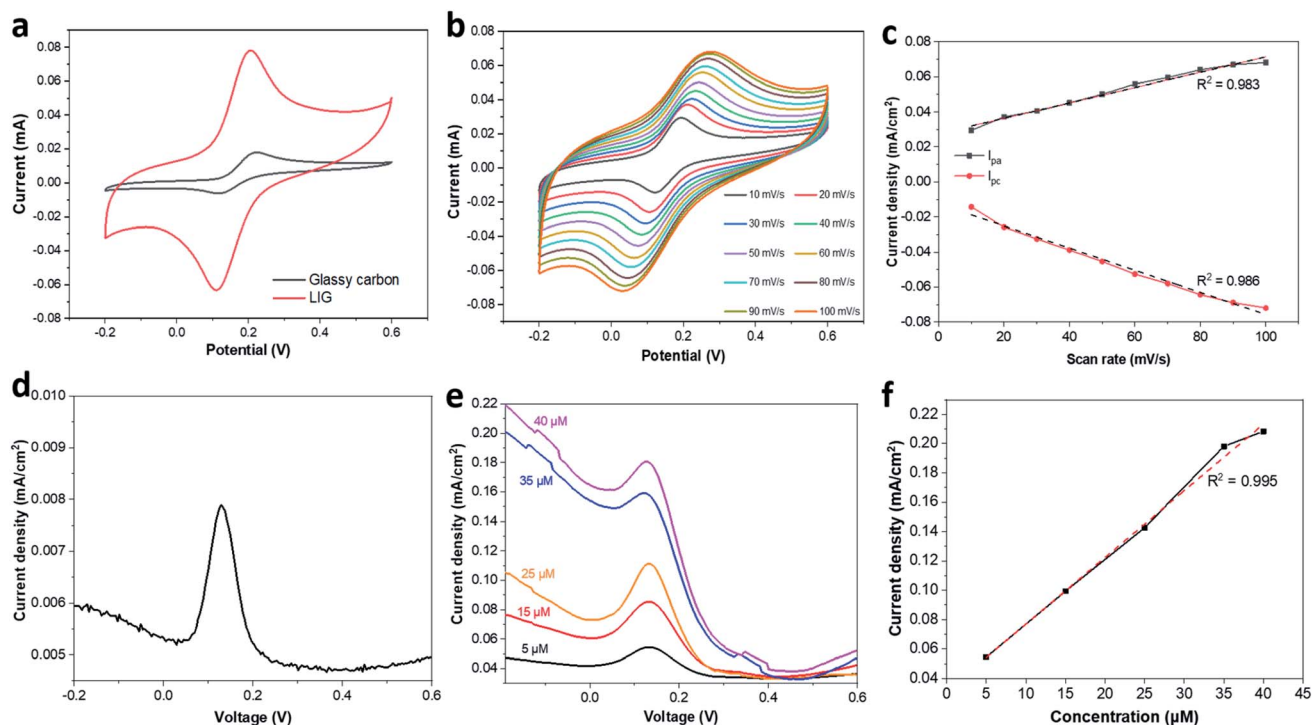 a
0.08
0.06
0.04
0.02
0.00
-0.02
-0.04
-0.06
-0.08
Current (mA)
Glassy carbon
LIG
-0.2 0.0 0.2 0.4 0.6
Potential (V)
b
0.08
0.06
0.04
0.02
0.00
-0.02
-0.04
-0.06
-0.08
Current (mA)
10 mV/s 20 mV/s
30 mV/s 40 mV/s
50 mV/s 60 mV/s
70 mV/s 80 mV/s
90 mV/s 100 mV/s
-0.2 0.0 0.2 0.4 0.6
Potential (V)
c
0.08
0.06
0.04
0.02
0.00
-0.02
-0.04
-0.06
-0.08
Current density (mA/cm²)
R² = 0.983
Ipa
Ipc
R² = 0.986
0 20 40 60 80 100
Scan rate (mV/s)
d
0.010
0.009
0.008
0.007
0.006
0.005
Current density (mA/cm²)
-0.2 0.0 0.2 0.4 0.6
Voltage (V)
e
0.22
0.20
0.18
0.16
0.14
0.12
0.10
0.08
0.06
0.04
Current density (mA/cm²)
40 µM
35 µM
25 µM
15 µM
5 µM
0.0 0.2 0.4 0.6
Voltage (V)
f
0.22
0.20
0.18
0.16
0.14
0.12
0.10
0.08
0.06
0.04
Current density (mA/cm²)
R² = 0.995
0 5 10 15 20 25 30 35 40 45
Concentration (µM)